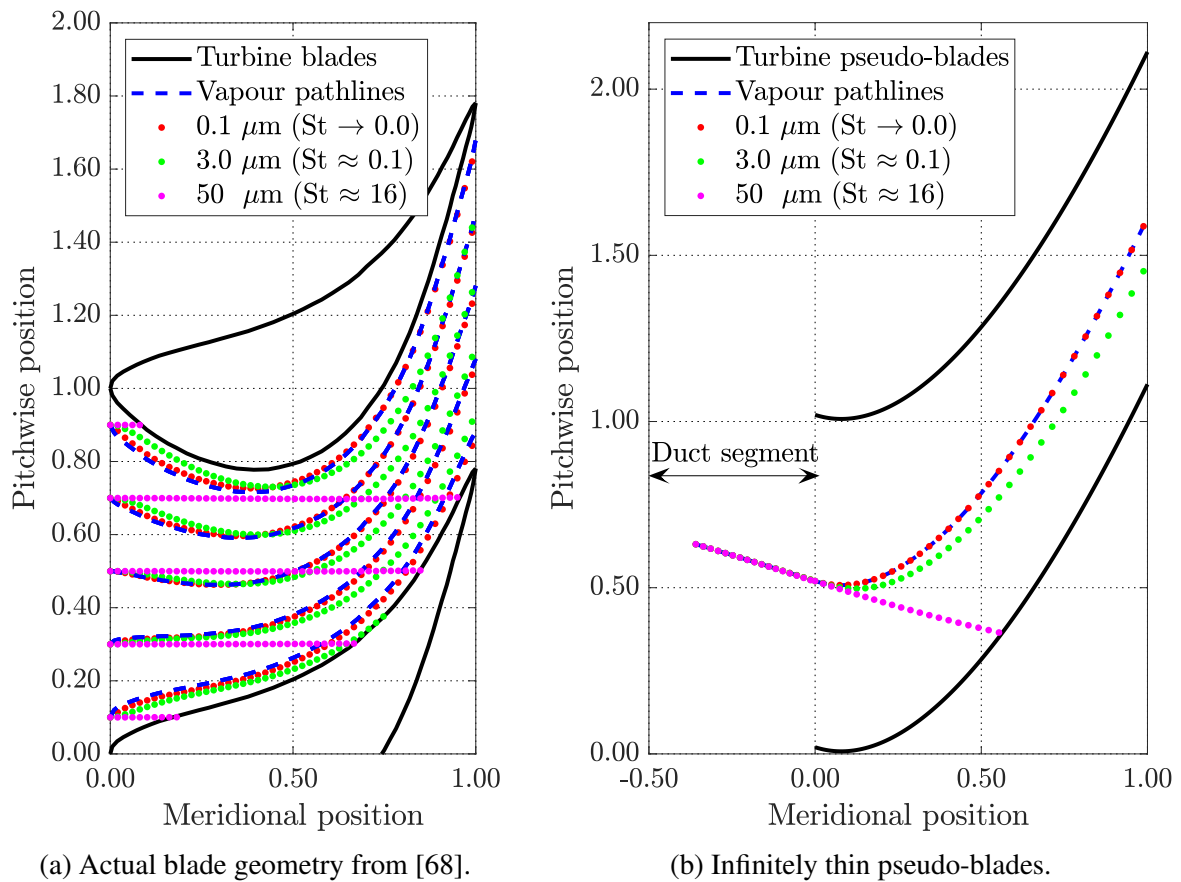 2.00
1.80
1.60
1.40
1.20
1.00
0.80
0.60
0.40
0.20
0.00
0.00 0.50 1.00
Pitchwise position
Meridional position
Turbine blades
Vapour pathlines
0.1 μm (St → 0.0)
3.0 μm (St ≈ 0.1)
50 μm (St ≈ 16)
(a) Actual blade geometry from [68].
2.00
1.50
1.00
0.50
0.00
-0.50 0.00 0.50 1.00
Pitchwise position
Meridional position
Turbine pseudo-blades
Vapour pathlines
0.1 μm (St → 0.0)
3.0 μm (St ≈ 0.1)
50 μm (St ≈ 16)
Duct segment
(b) Infinitely thin pseudo-blades.